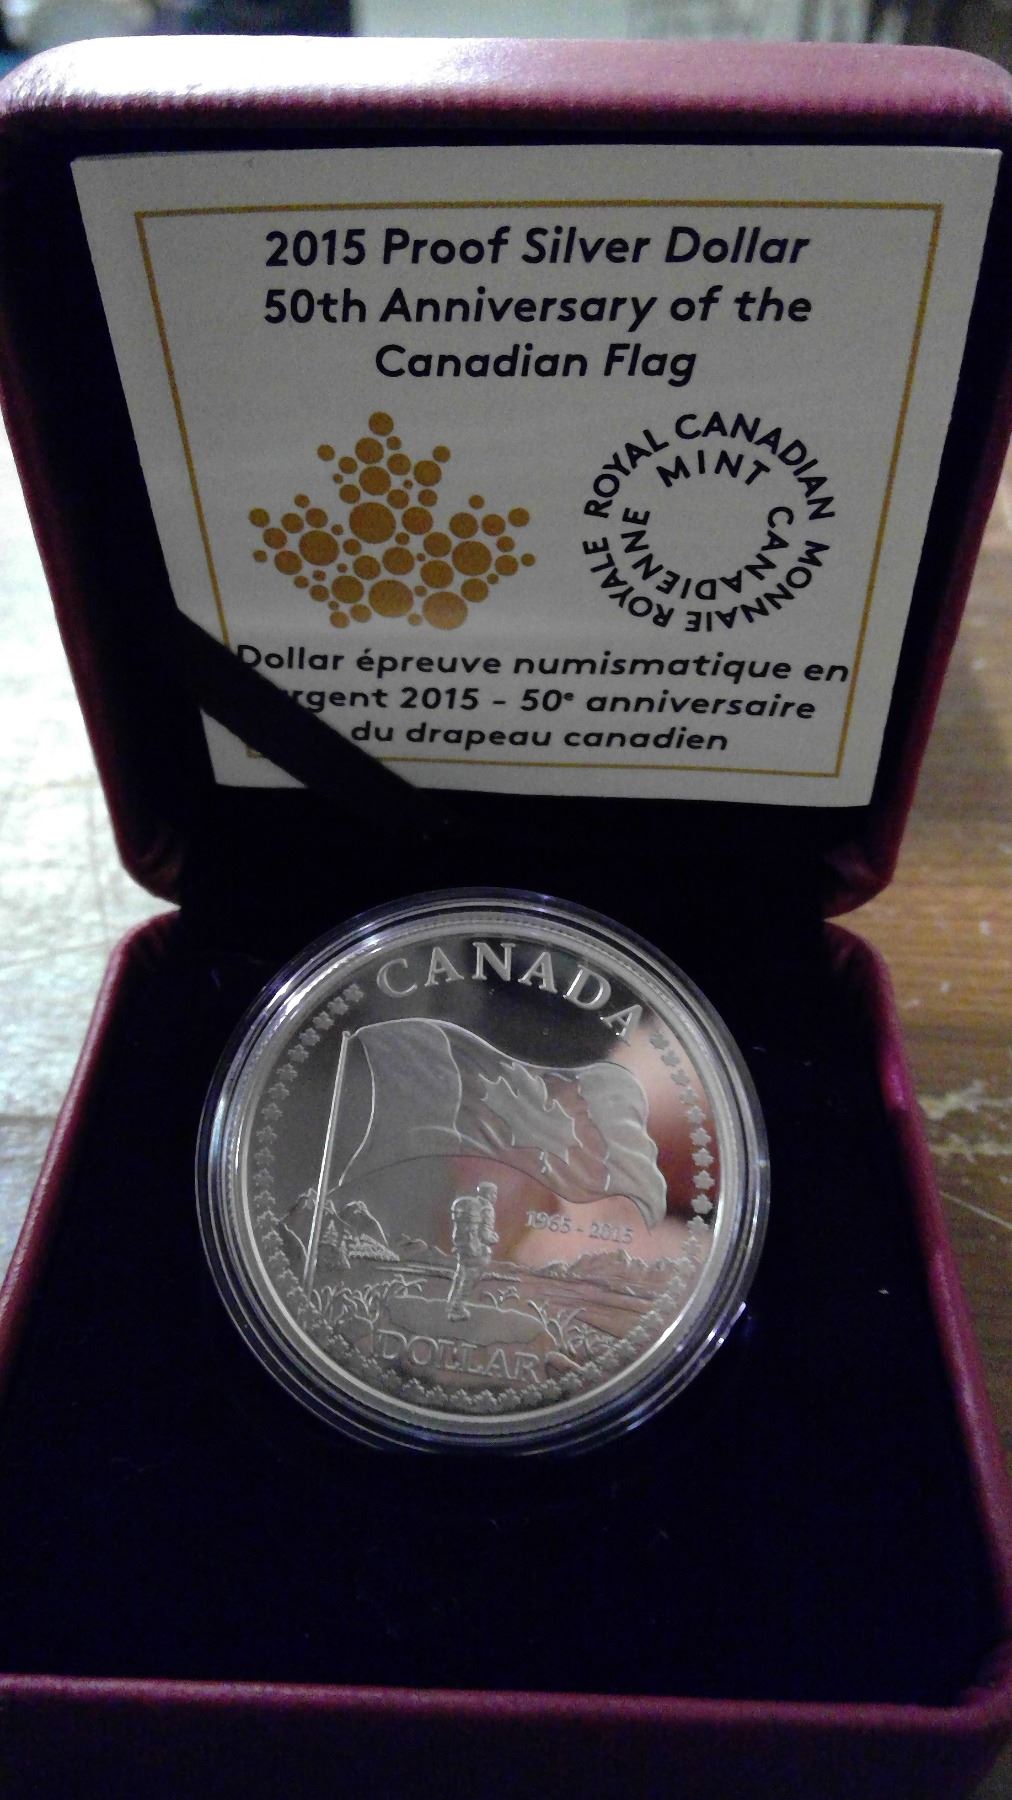 2015 Proof Silver Dollar
50th Anniversary of the
Canadian Flag
ROYAL CANADIAN MINT
MONNAIE ROYALE CANADIENNE
Dollar épreuve numismatique en
rgent 2015 – 50e anniversaire
du drapeau canadien
CANADA
1965-2015
DOLLAR